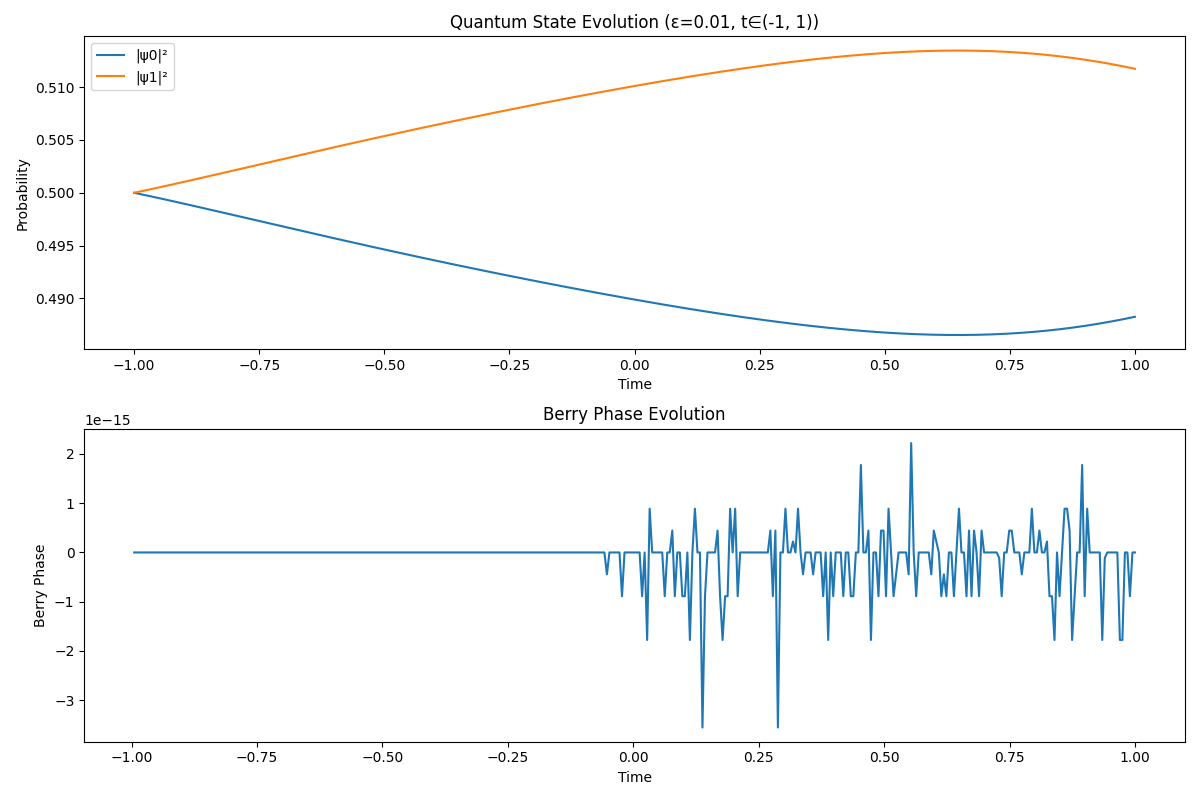 Quantum State Evolution (ε=0.01, t∈(-1, 1))
|ψ0|²
|ψ1|²
0.510
0.505
0.500
0.495
0.490
Probability
−1.00 −0.75 −0.50 −0.25 0.00 0.25 0.50 0.75 1.00
Time
Berry Phase Evolution
1e−15
2
1
0
−1
−2
−3
Berry Phase
−1.00 −0.75 −0.50 −0.25 0.00 0.25 0.50 0.75 1.00
Time